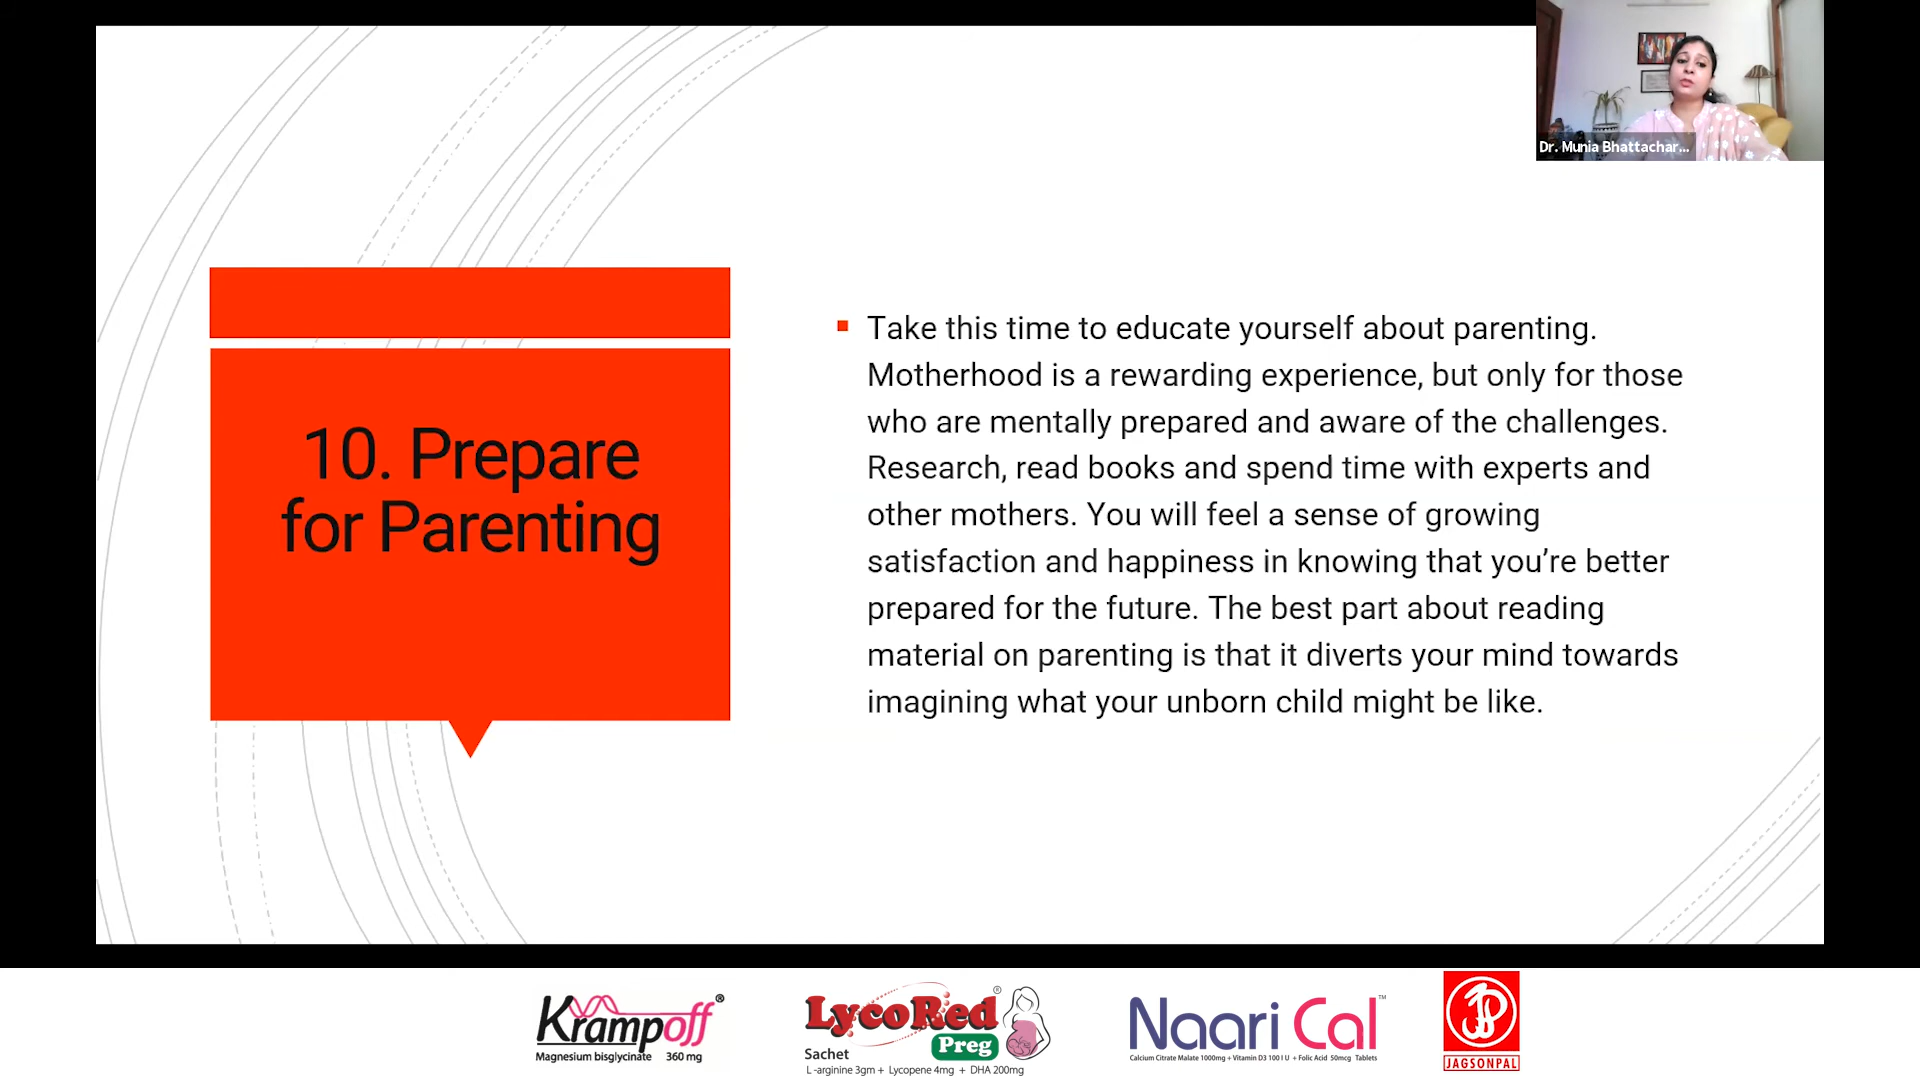 Dr. Munia Bhattachar...
10. Prepare
for Parenting
Take this time to educate yourself about parenting.
Motherhood is a rewarding experience, but only for those
who are mentally prepared and aware of the challenges.
Research, read books and spend time with experts and
other mothers. You will feel a sense of growing
satisfaction and happiness in knowing that you’re better
prepared for the future. The best part about reading
material on parenting is that it diverts your mind towards
imagining what your unborn child might be like.
Krampoff®
Magnesium bisglycinate 360 mg
LycoRed®
Preg
Sachet
L-arginine 3gm + Lycopene 4mg + DHA 200mg
Naari Cal™
Calcium Citrate Malate 1000mg + Vitamin D3 100 I U + Folic Acid 50mcg Tablets
JAGSONPAL